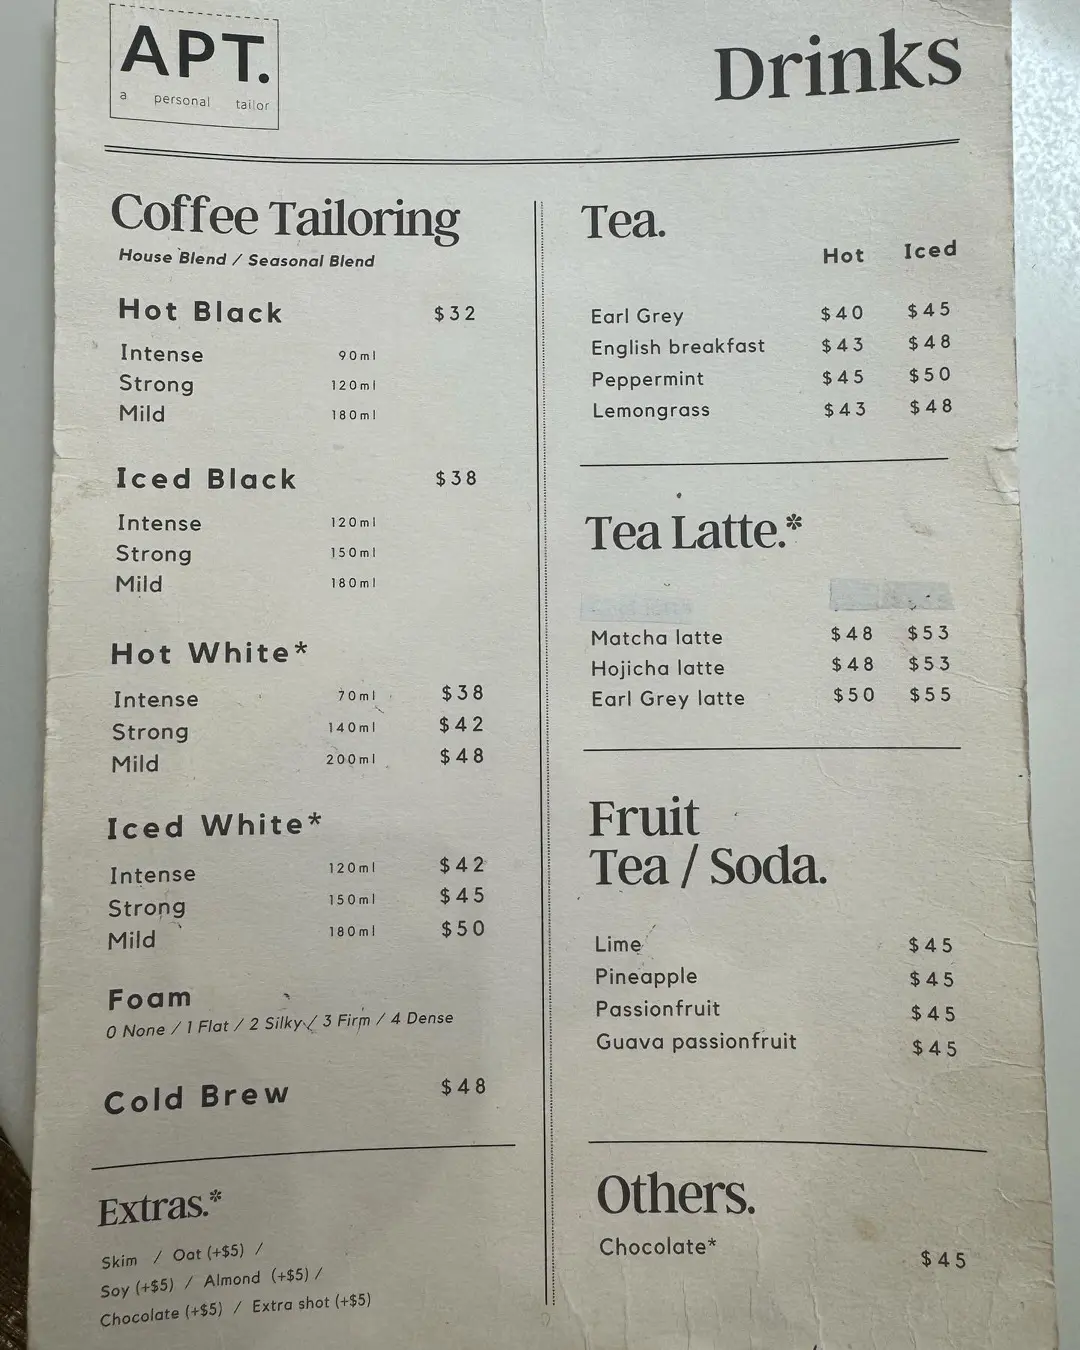 APT.
a personal tailor
Drinks
Coffee Tailoring
House Blend / Seasonal Blend
Hot Black $32
Intense 90ml
Strong 120ml
Mild 180ml
Iced Black $38
Intense 120ml
Strong 150ml
Mild 180ml
Hot White*
Intense 70ml $38
Strong 140ml $42
Mild 200ml $48
Iced White*
Intense 120ml $42
Strong 150ml $45
Mild 180ml $50
Foam
0 None / 1 Flat / 2 Silky / 3 Firm / 4 Dense
Cold Brew $48
Extras.*
Skim / Oat (+$5) /
Soy (+$5) / Almond (+$5) /
Chocolate (+$5) / Extra shot (+$5)
Tea.
Hot Iced
Earl Grey $40 $45
English breakfast $43 $48
Peppermint $45 $50
Lemongrass $43 $48
Tea Latte.*
Matcha latte $48 $53
Hojicha latte $48 $53
Earl Grey latte $50 $55
Fruit
Tea / Soda.
Lime $45
Pineapple $45
Passionfruit $45
Guava passionfruit $45
Others.
Chocolate* $45